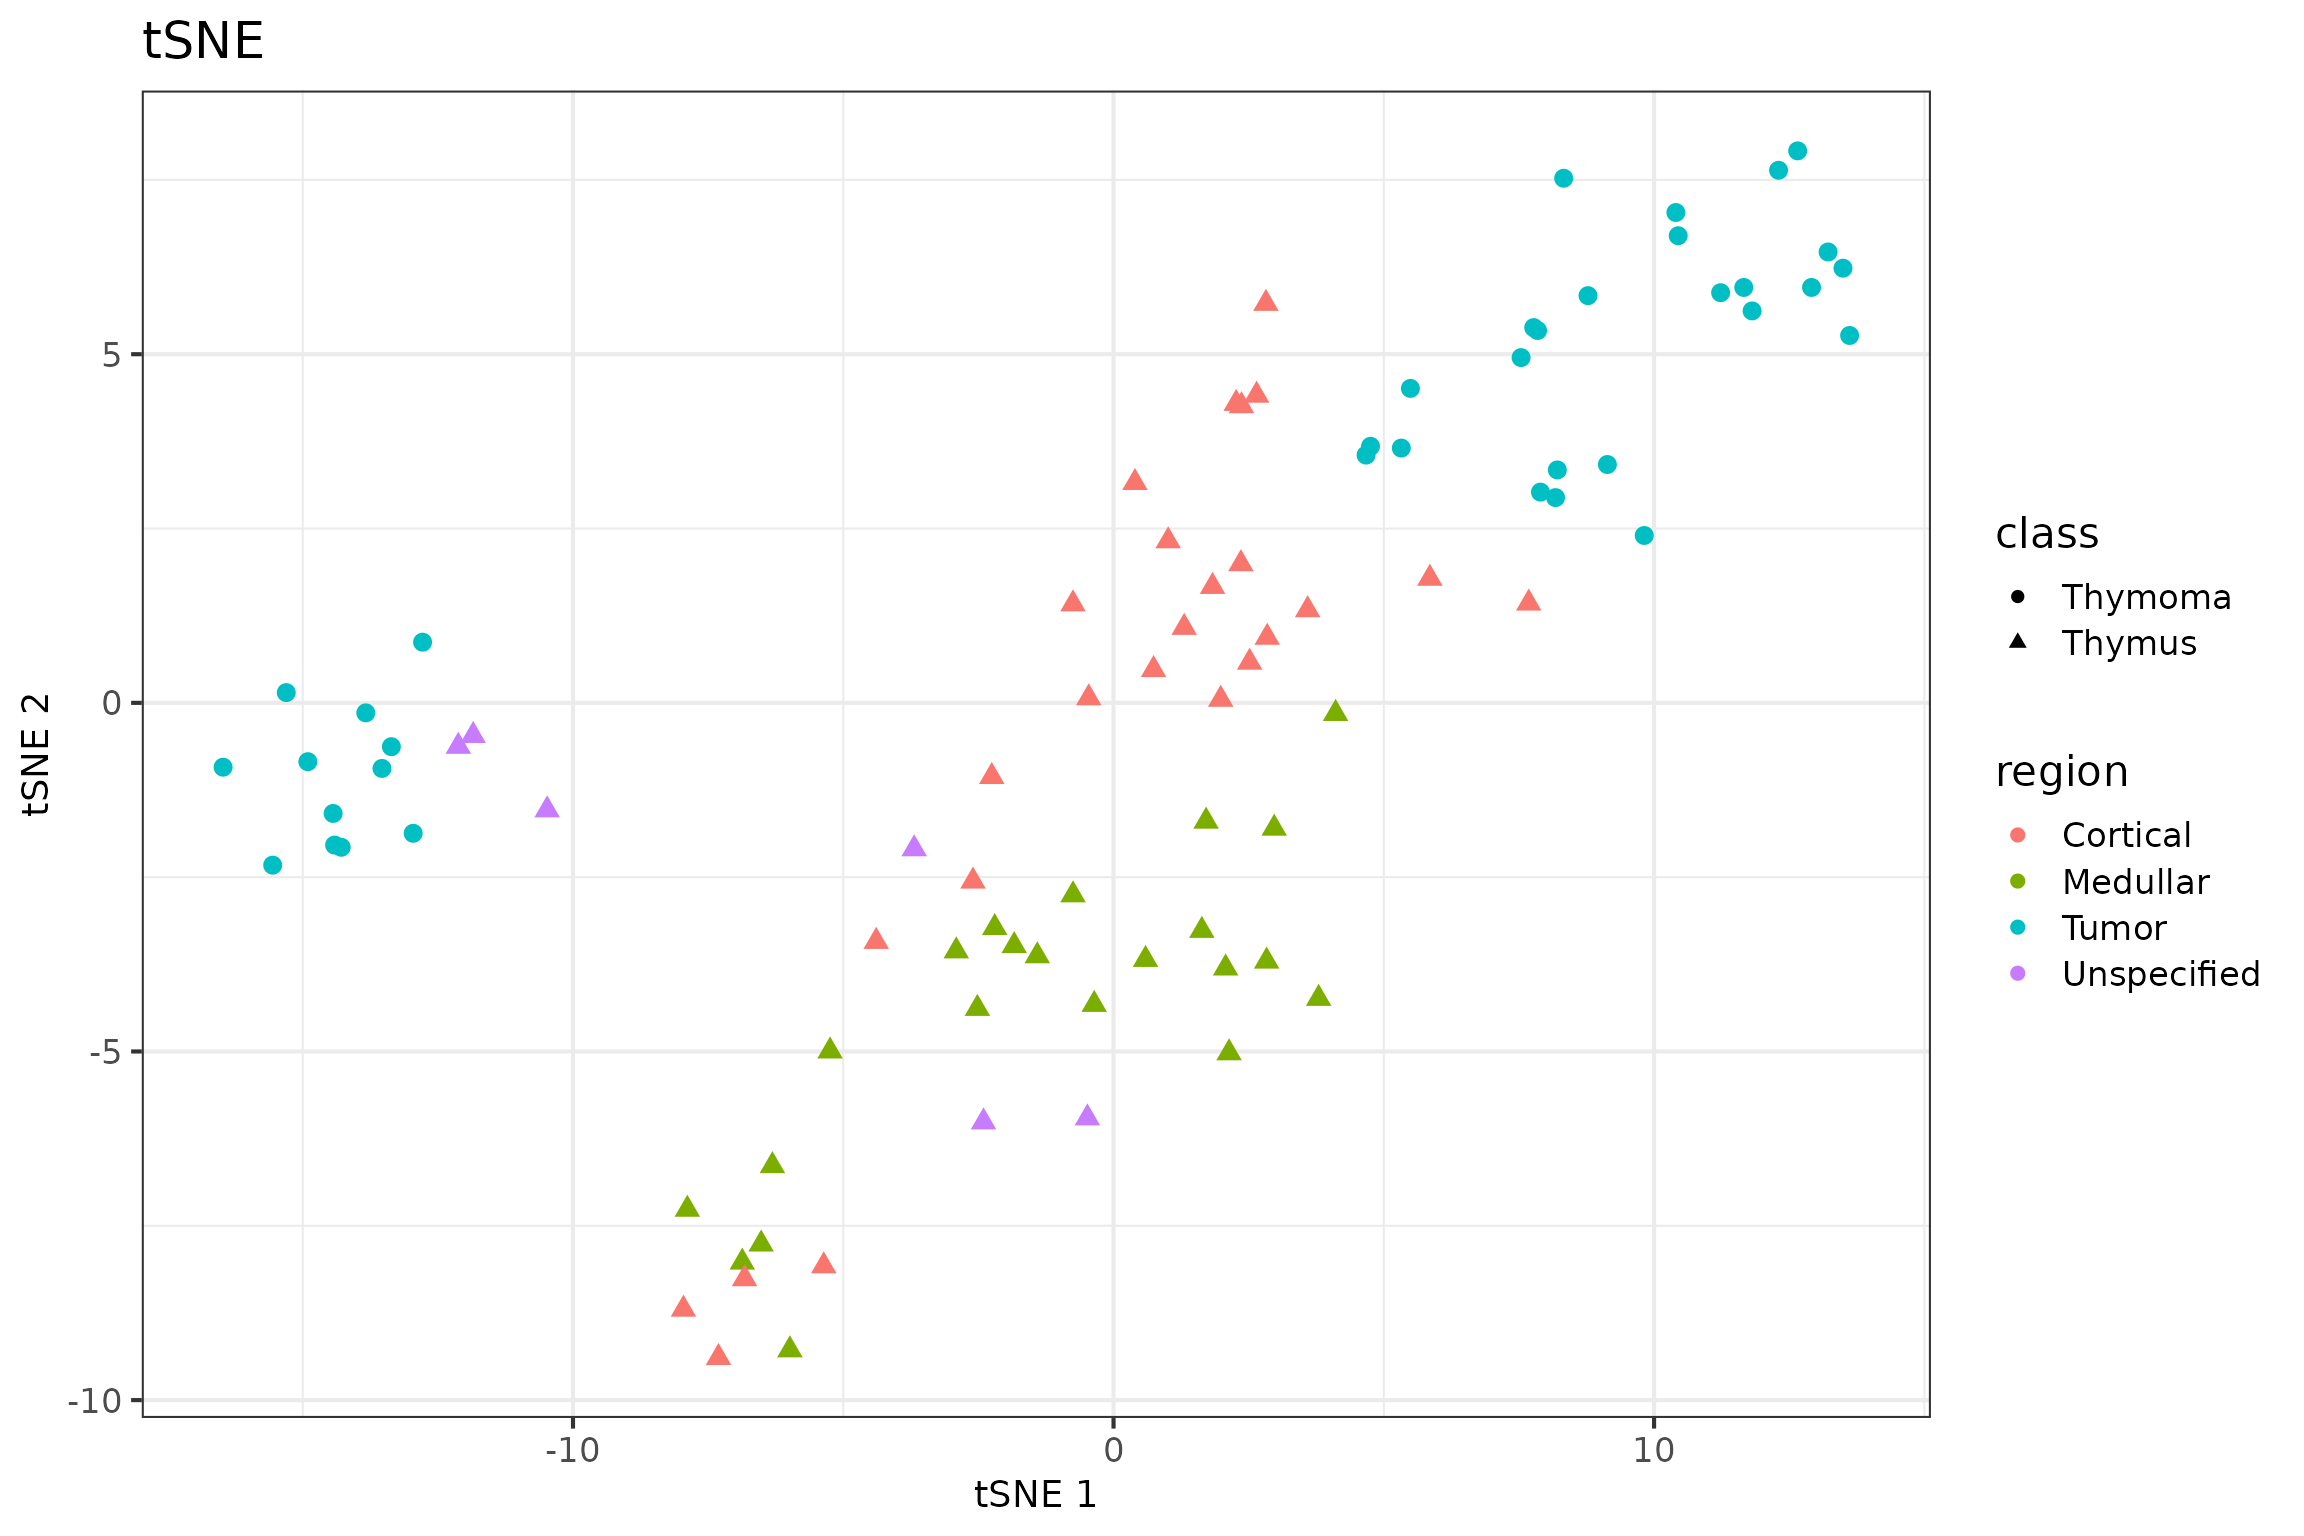 tSNE
5
0
-5
-10
-10
0
10
tSNE 1
tSNE 2
class
Thymoma
Thymus
region
Cortical
Medullar
Tumor
Unspecified